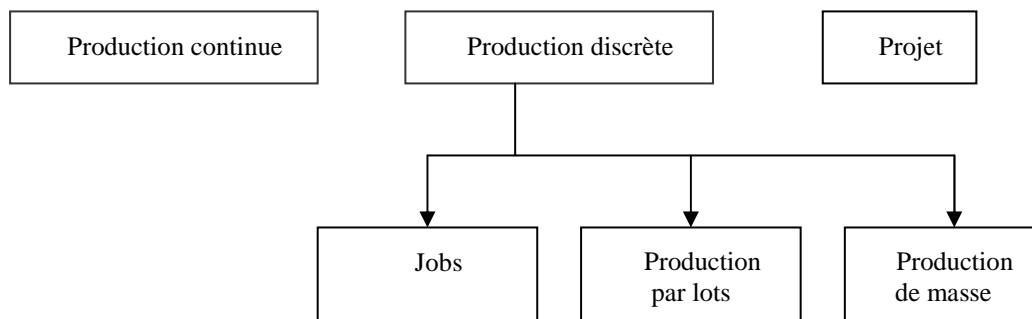 Production continue
Production discrète
Projet
Jobs
Production
par lots
Production
de masse